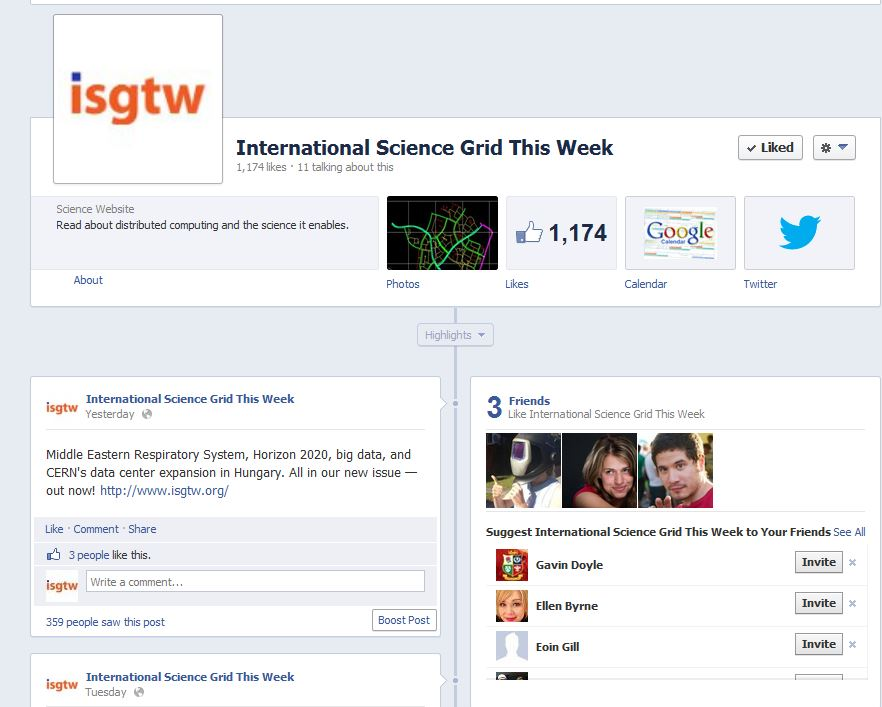 isgtw
International Science Grid This Week
1,174 likes · 11 talking about this
Liked
Science Website
Read about distributed computing and the science it enables.
About
Photos
1,174
Likes
Google
Calendar
Calendar
Twitter
Highlights
isgtw
International Science Grid This Week
Yesterday
Middle Eastern Respiratory System, Horizon 2020, big data, and
CERN's data center expansion in Hungary. All in our new issue —
out now! http://www.isgtw.org/
Like · Comment · Share
3 people like this.
isgtw
Write a comment...
359 people saw this post
Boost Post
isgtw
International Science Grid This Week
Tuesday
3 Friends
Like International Science Grid This Week
Suggest International Science Grid This Week to Your Friends See All
Gavin Doyle
Invite
Ellen Byrne
Invite
Eoin Gill
Invite